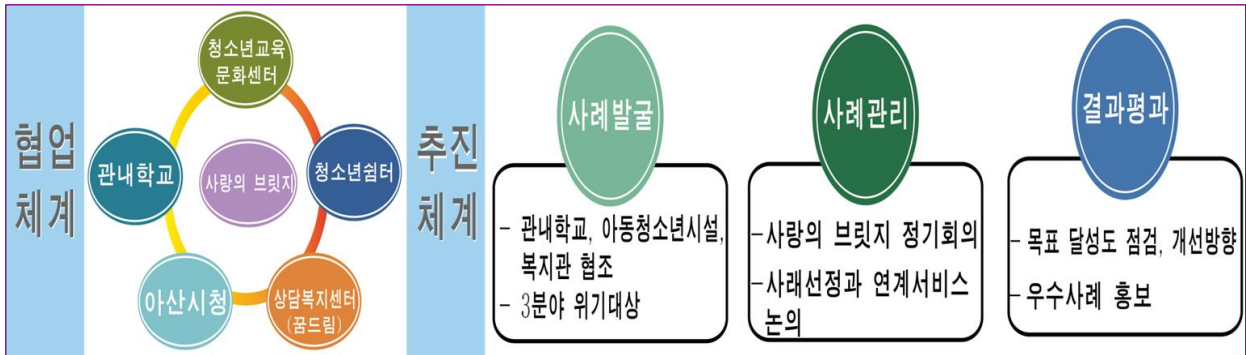 협업
체계
청소년교육
문화센터
관내학교
사랑의 브릿지
청소년쉼터
아산시청
상담복지센터
(꿈드림)
추진
체계
사례발굴
- 관내학교, 아동청소년시설,
복지관 협조
- 3분야 위기대상
사례관리
- 사랑의 브릿지 정기회의
- 사래선정과 연계서비스
논의
결과평과
- 목표 달성도 점검, 개선방향
- 우수사례 홍보